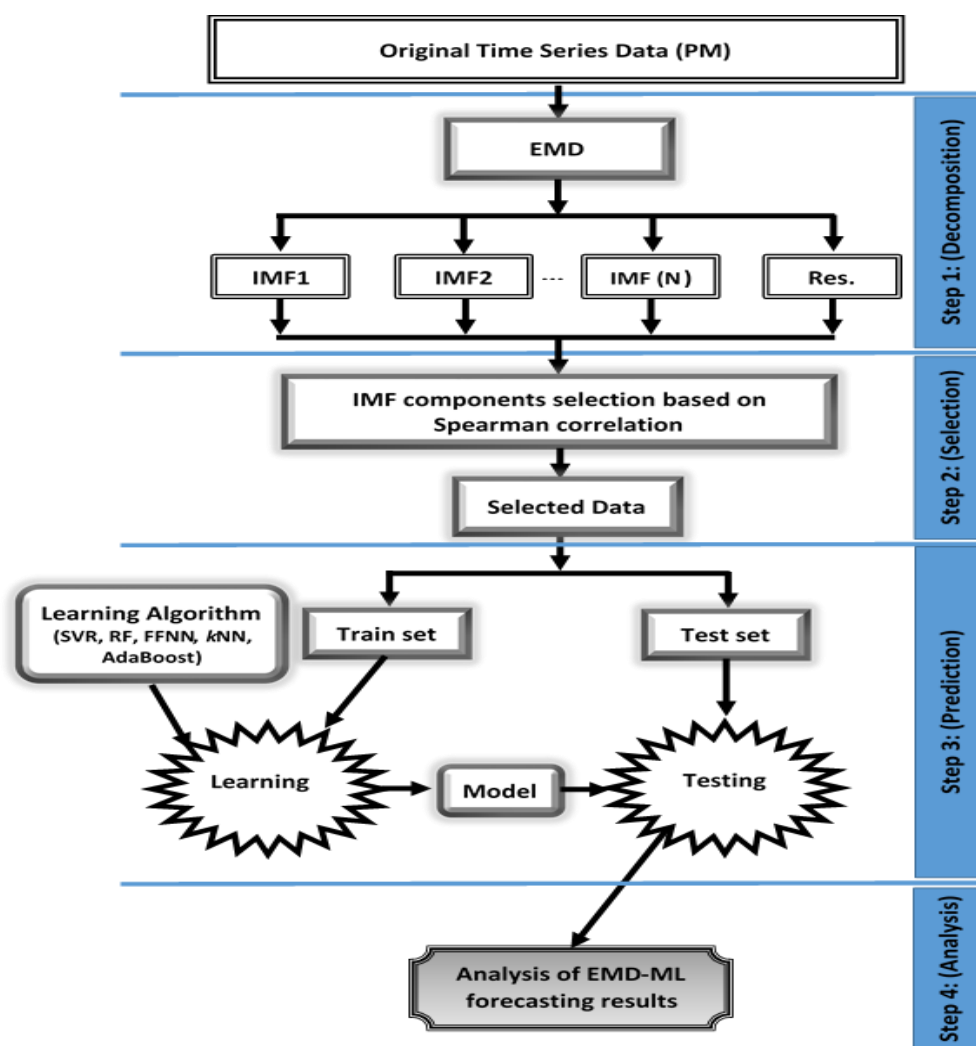 Original Time Series Data (PM)
EMD
IMF1
IMF2
---
IMF (N)
Res.
Step 1: (Decomposition)
IMF components selection based on
Spearman correlation
Selected Data
Step 2: (Selection)
Learning Algorithm
(SVR, RF, FFNN, kNN,
AdaBoost)
Train set
Test set
Learning
Model
Testing
Step 3: (Prediction)
Analysis of EMD-ML
forecasting results
Step 4: (Analysis)